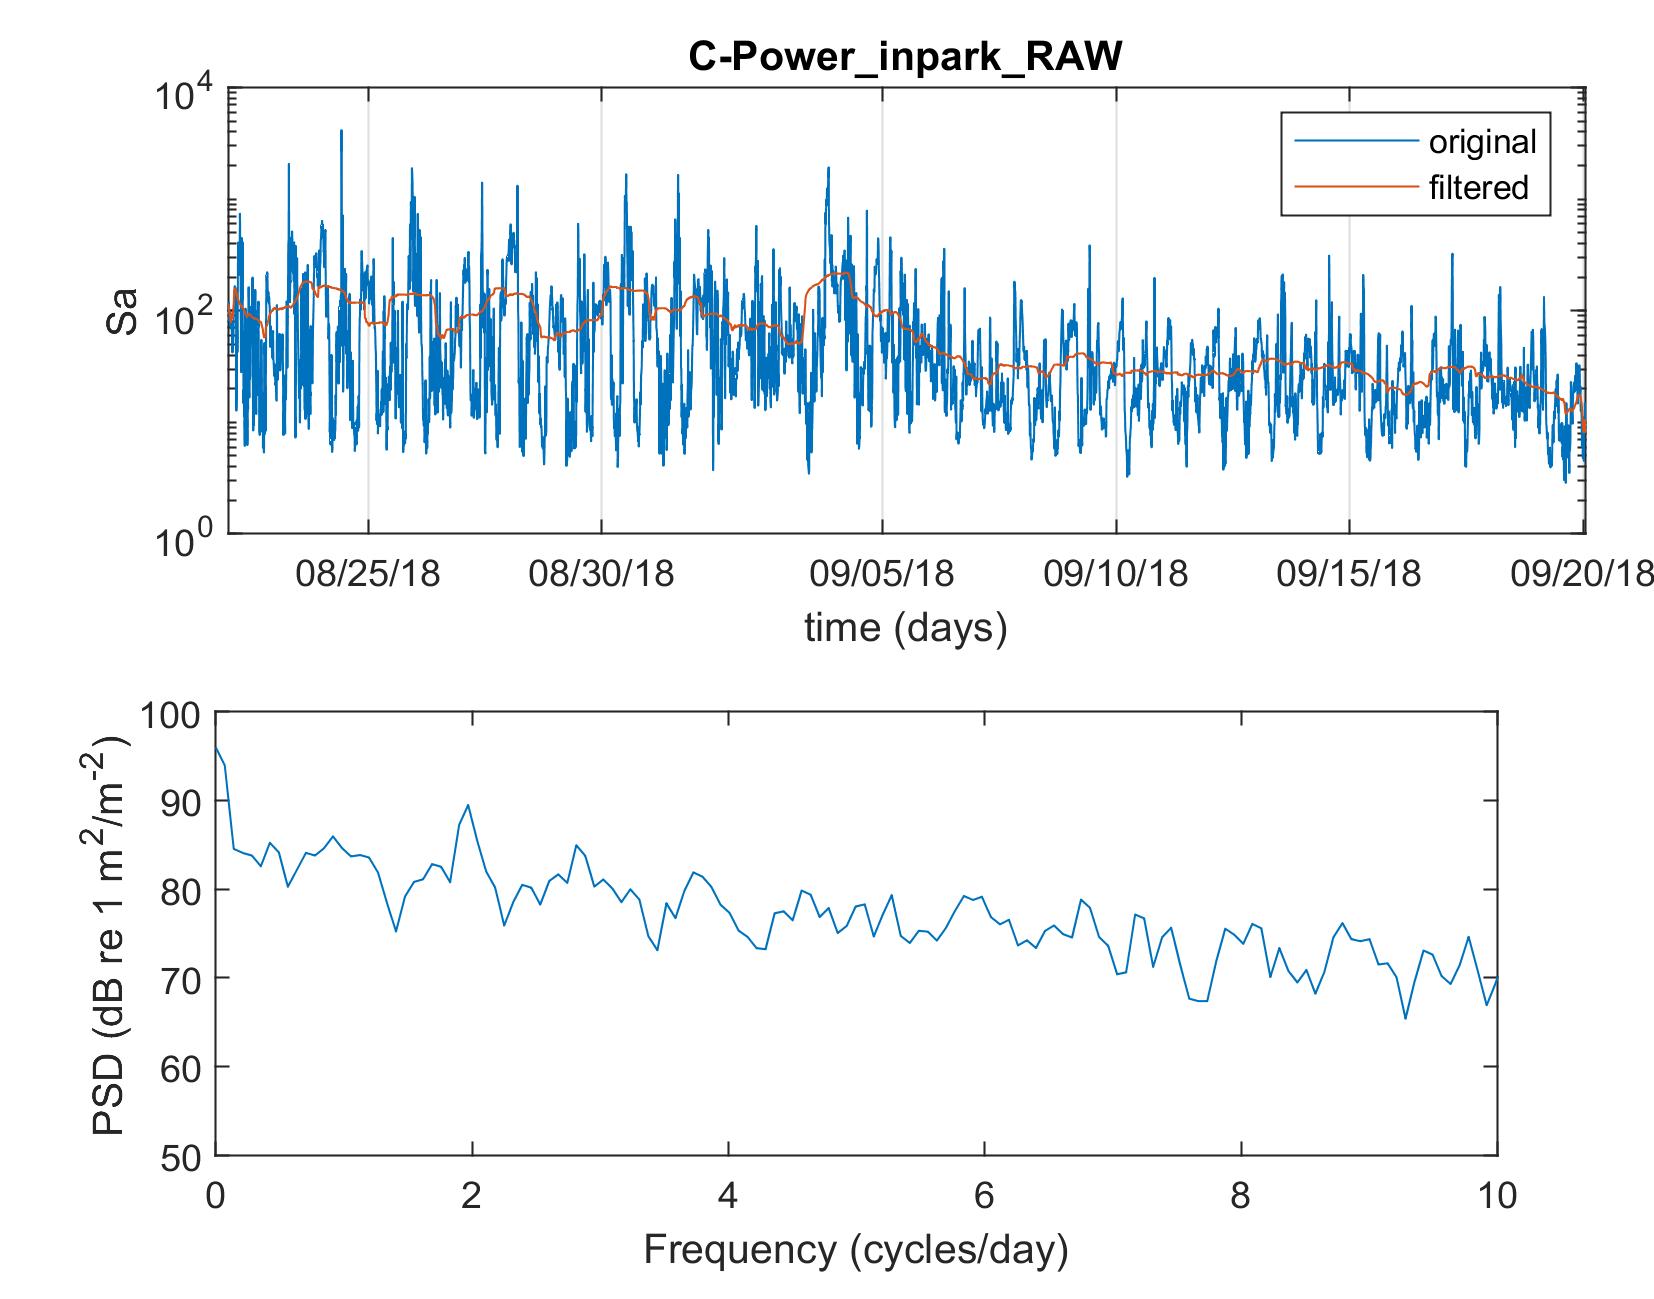 C-Power_inpark_RAW
10^4
10^2
10^0
Sa
original
filtered
08/25/18 08/30/18 09/05/18 09/10/18 09/15/18 09/20/18
time (days)
100
90
80
70
60
50
PSD (dB re 1 m^2/m^-2)
0 2 4 6 8 10
Frequency (cycles/day)